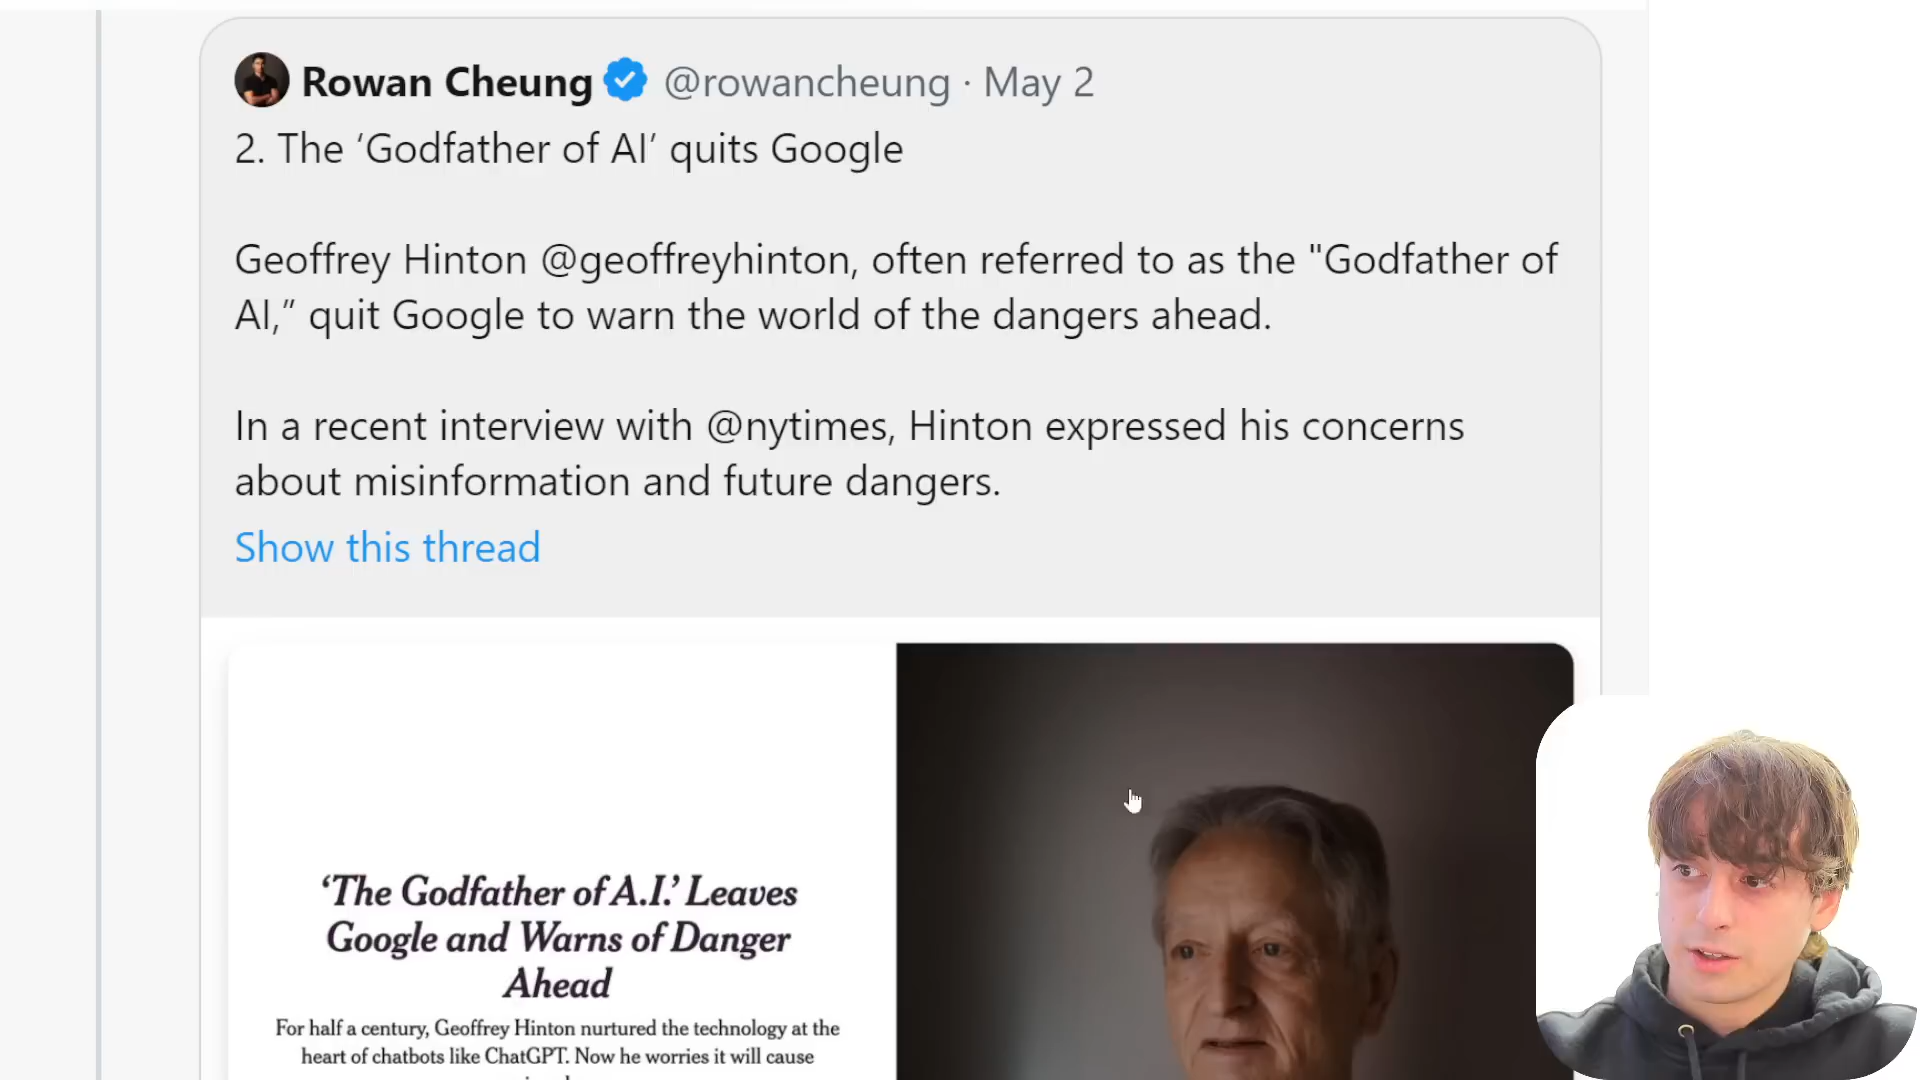 Rowan Cheung @rowancheung · May 2
2. The ‘Godfather of AI’ quits Google
Geoffrey Hinton @geoffreyhinton, often referred to as the "Godfather of
AI,” quit Google to warn the world of the dangers ahead.
In a recent interview with @nytimes, Hinton expressed his concerns
about misinformation and future dangers.
Show this thread
‘The Godfather of A.I.’ Leaves
Google and Warns of Danger
Ahead
For half a century, Geoffrey Hinton nurtured the technology at the
heart of chatbots like ChatGPT. Now he worries it will cause